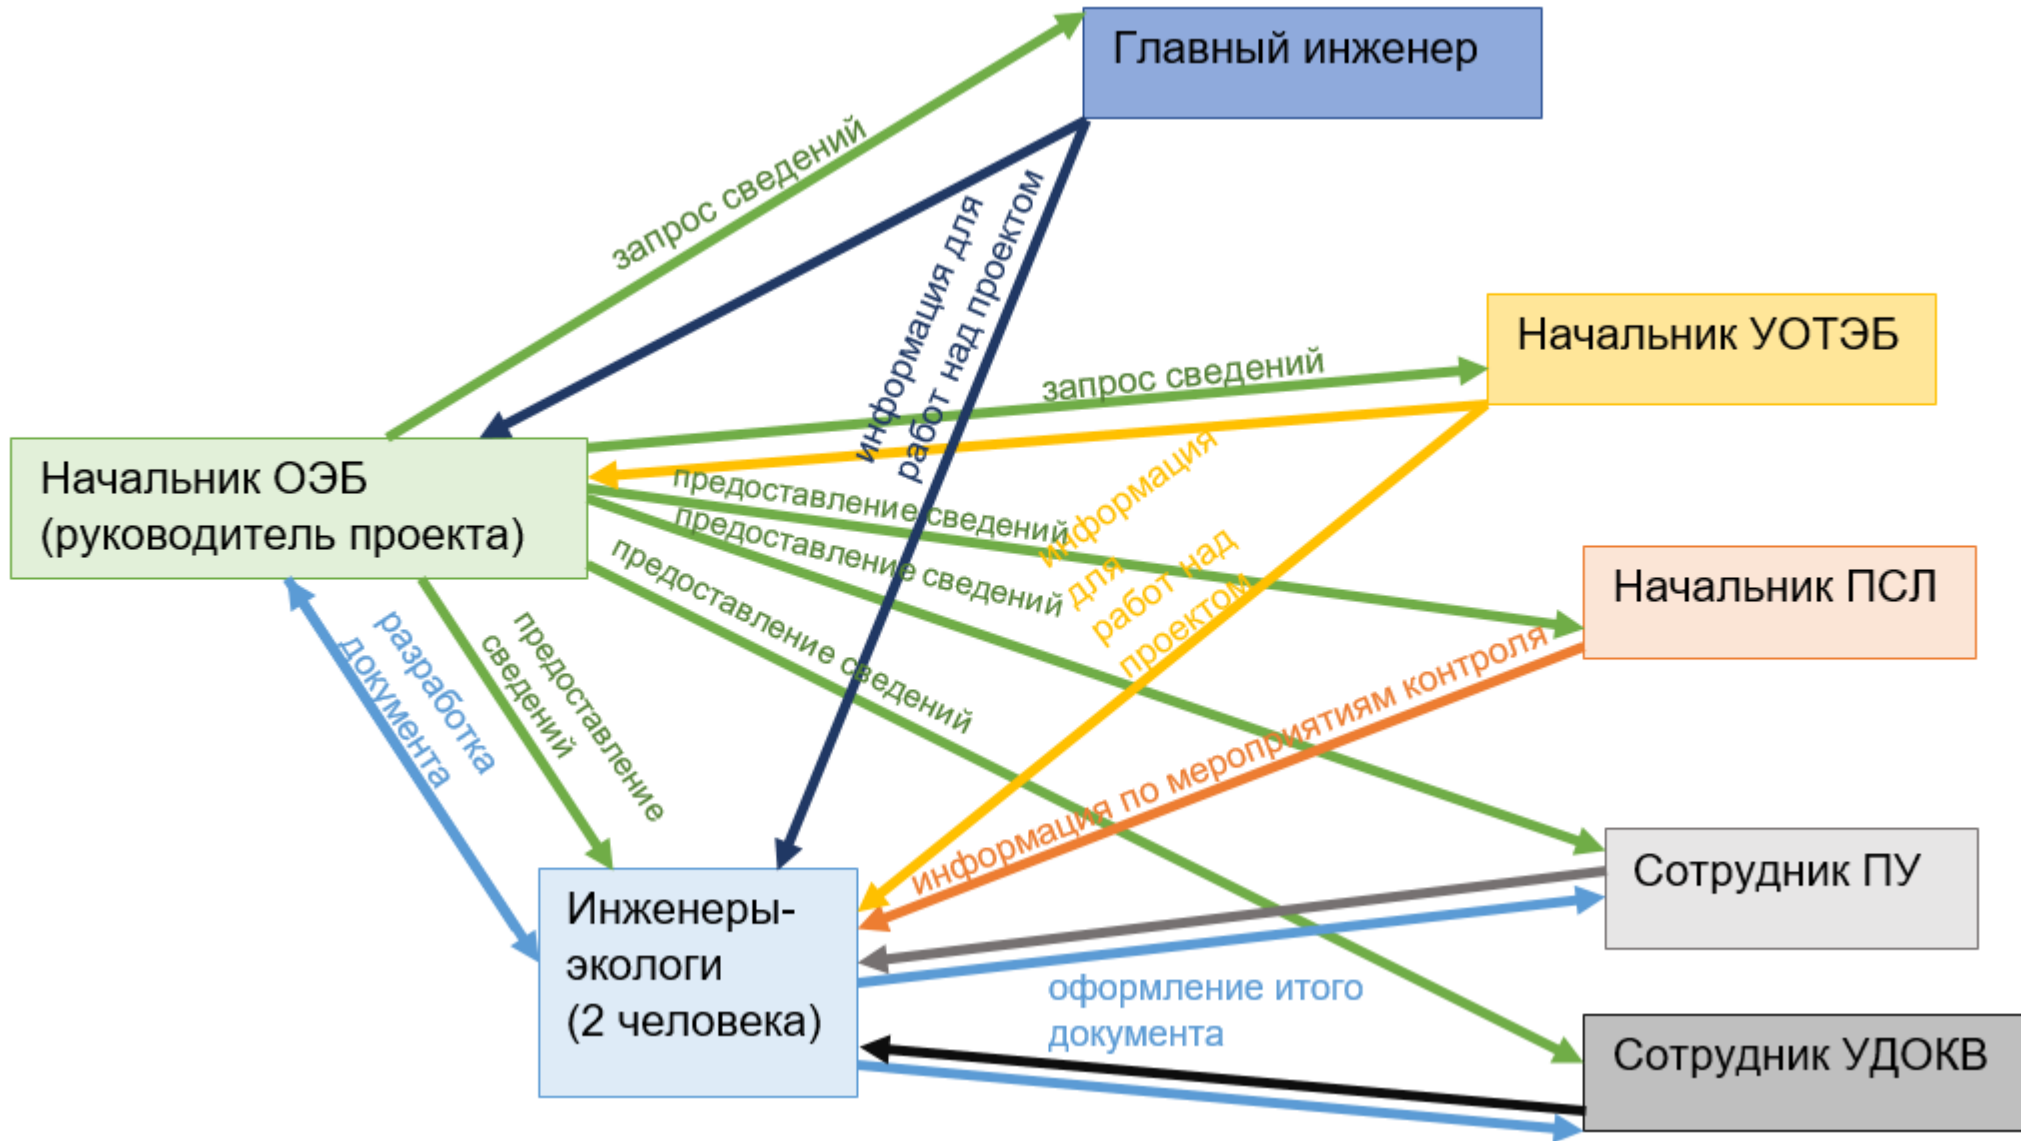 Главный инженер
запрос сведений
информация для
работ над проектом
Начальник УОТЭБ
запрос сведений
Начальник ОЭБ
(руководитель проекта)
информация
для
работ над
проектом
предоставление сведений
предоставление сведений
предоставление сведений
Начальник ПСЛ
разработка
документа
предоставление
сведений
информация по мероприятиям контроля
Сотрудник ПУ
Инженеры-
экологи
(2 человека)
оформление итого
документа
Сотрудник УДОКВ